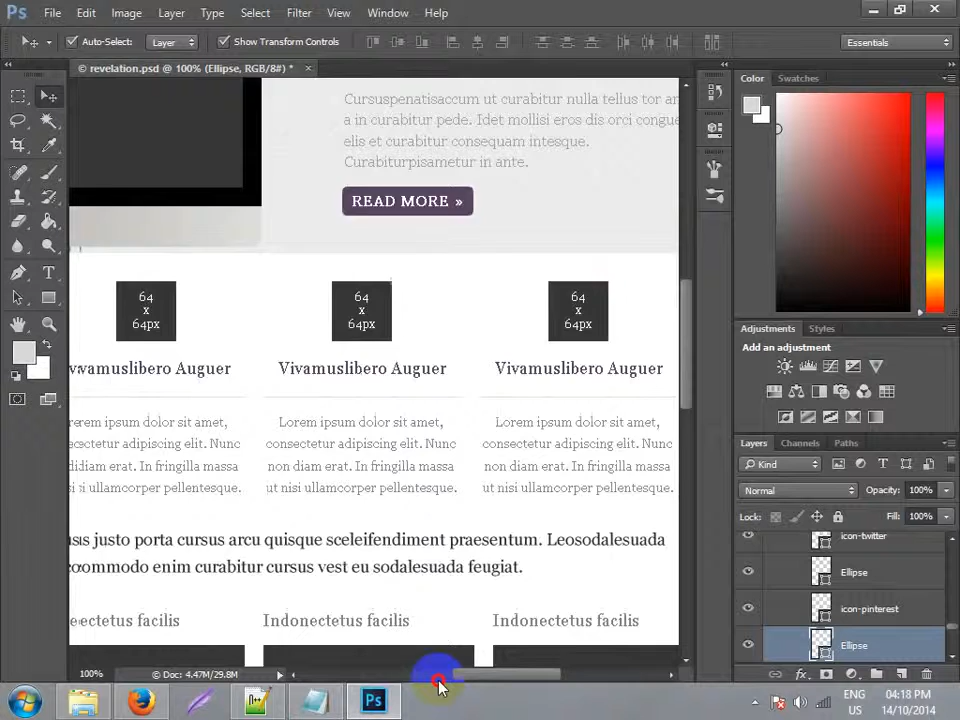 Ps File Edit Image Layer Type Select Filter View Window Help
Auto-Select: Layer Show Transform Controls Essentials
© revelation.psd @ 100% (Ellipse, RGB/8#) * ×
Color Swatches
Cursuspenatisaccum ut curabitur nulla tellus tor
a in curabitur pede. Idet mollisi eros dis orci congue
elis et curabitur consequam intesque.
Curabiturpisametur in ante.
READ MORE »
64
x
64px
64
x
64px
64
x
64px
Vivamuslibero Auguer
Vivamuslibero Auguer
Lorem ipsum dolor sit amet,
consectetur adipiscing elit. Nunc
non diam erat. In fringilla massa
ut nisi ullamcorper pellentesque.
Lorem ipsum dolor sit amet,
consectetur adipiscing elit. Nunc
non diam erat. In fringilla massa
ut nisi ullamcorper pellentesque.
justo porta cursus arcu quisque sceleifendiment praesentum. Leosodalesuada
enim curabitur cursus vest eu sodalesuada feugiat.
Indonectetus facilis
Indonectetus facilis
Adjustments Styles
Add an adjustment
Layers Channels Paths
Kind
Normal Opacity: 100%
Lock: Fill: 100%
icon-twitter
Ellipse
icon-pinterest
Ellipse
100% Doc: 4.47M/29.8M
Ps
ENG
US
04:18 PM
14/10/2014